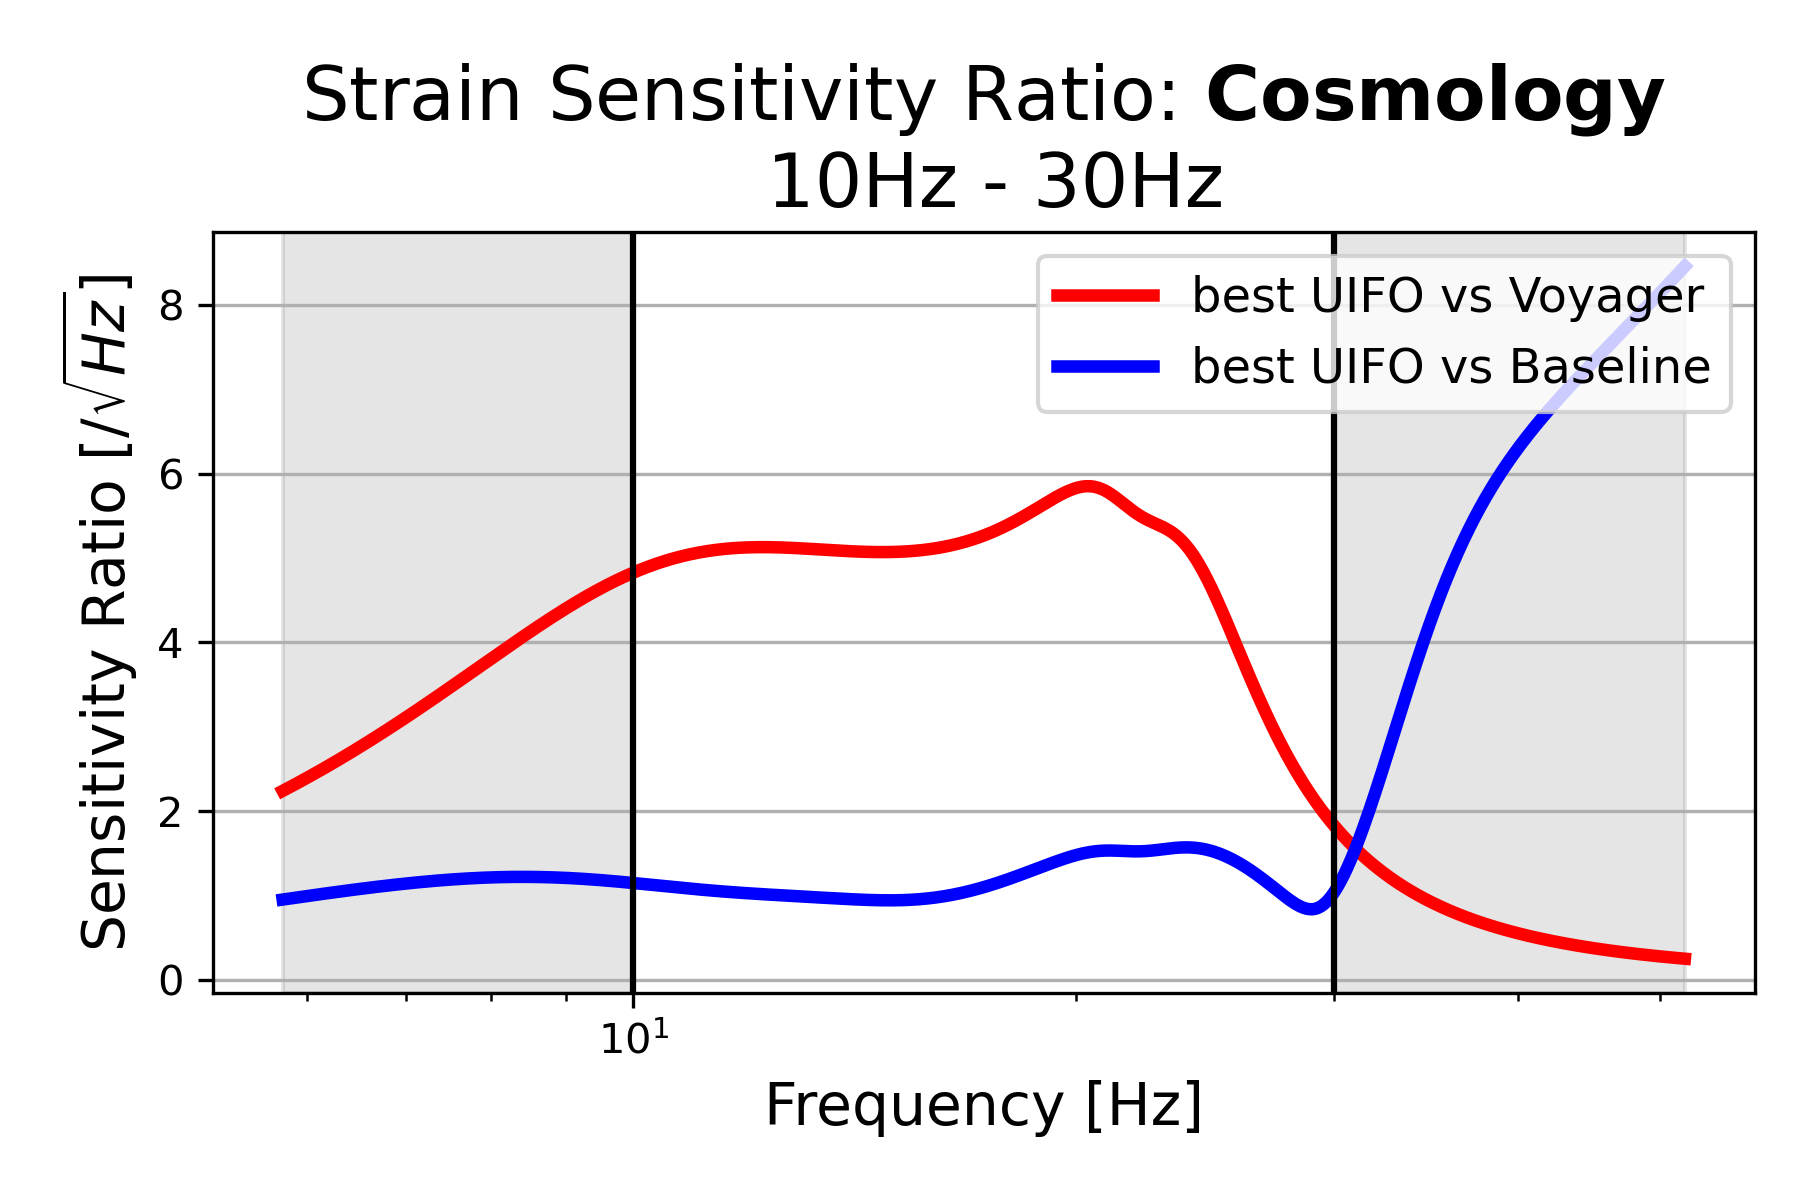 Strain Sensitivity Ratio: Cosmology
10Hz - 30Hz
Sensitivity Ratio [/√Hz]
8
6
4
2
0
best UIFO vs Voyager
best UIFO vs Baseline
10¹
Frequency [Hz]